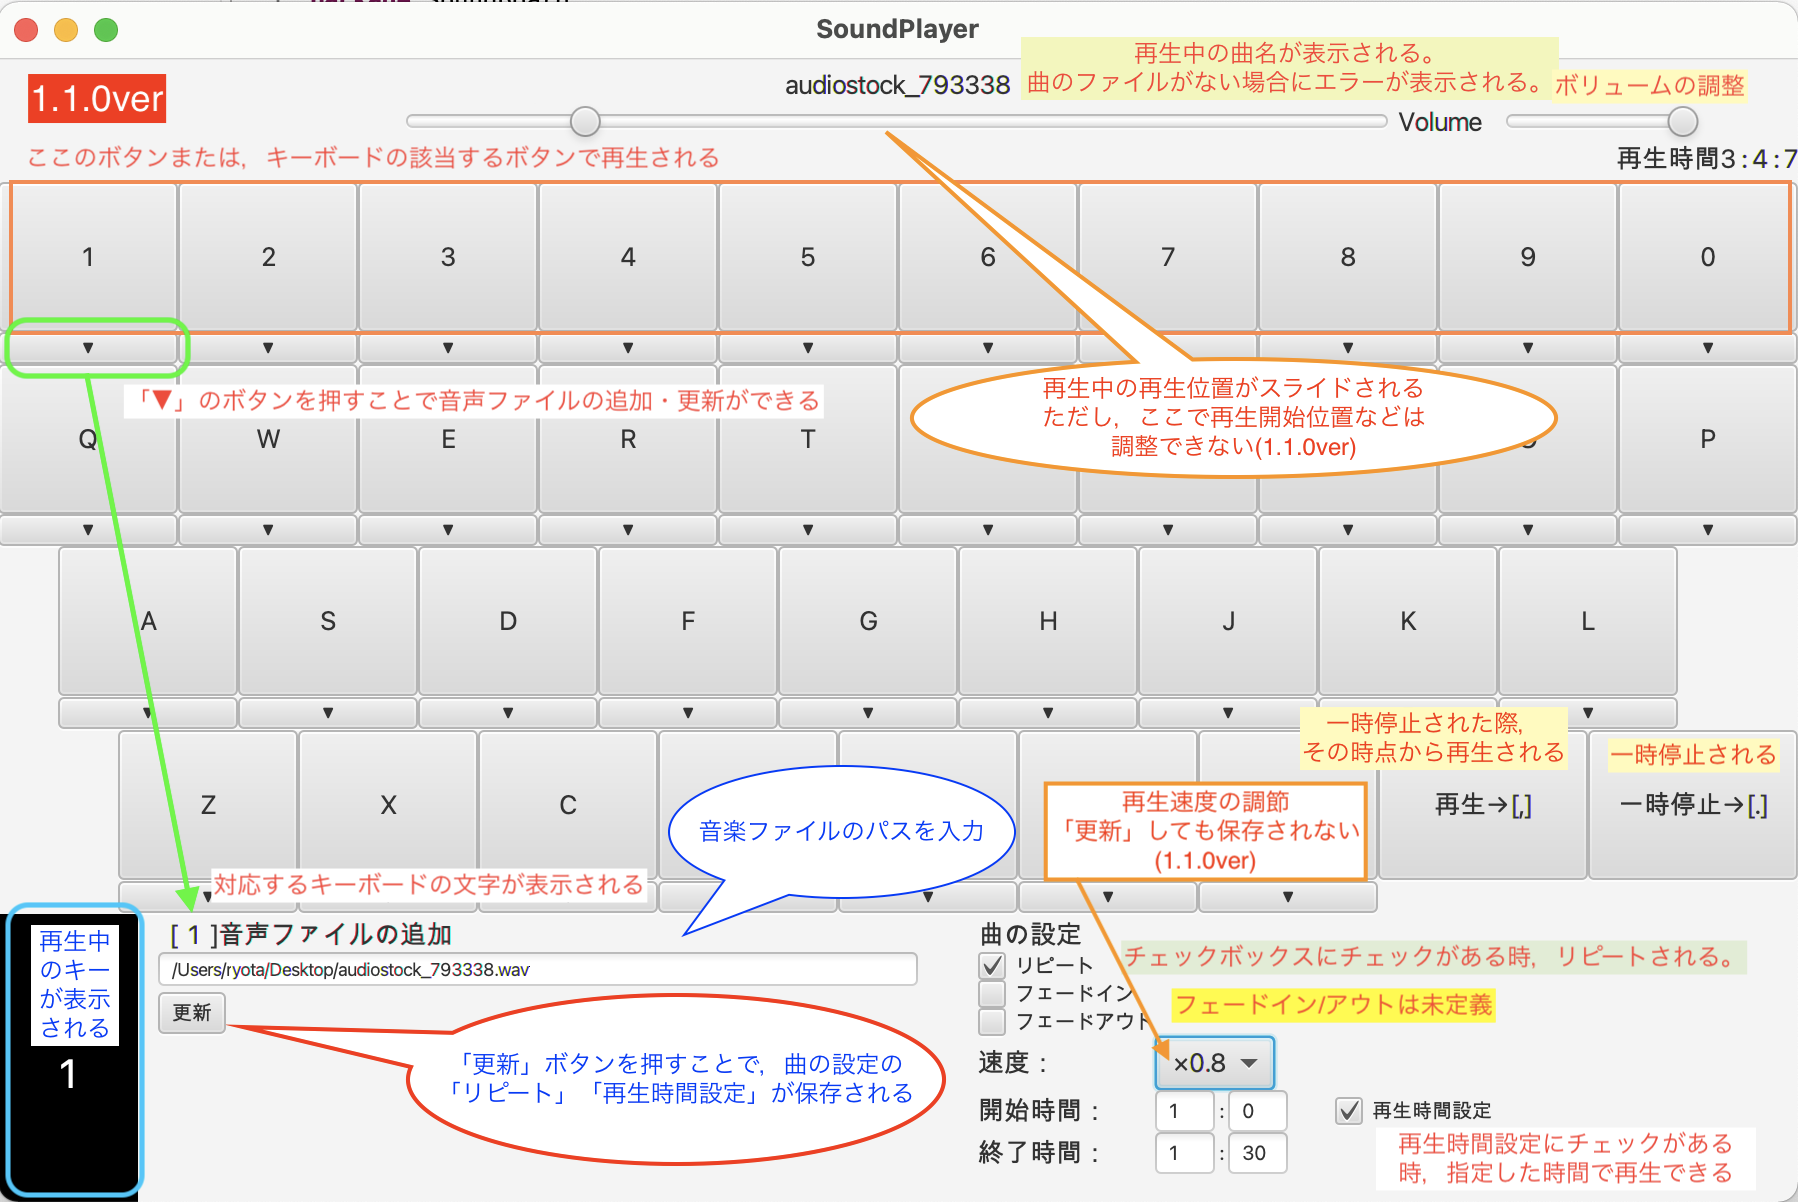 SoundPlayer
再生中の曲名が表示される。
曲のファイルがない場合にエラーが表示される。
ボリュームの調整
1.1.0ver
audiostock_793338
Volume
ここのボタンまたは，キーボードの該当するボタンで再生される
再生時間3:4:7
1 2 3 4 5 6 7 8 9 0
▼ ▼ ▼ ▼ ▼ ▼ ▼ ▼ ▼
「▼」のボタンを押すことで音声ファイルの追加・更新ができる
再生中の再生位置がスライドされる
ただし，ここで再生開始位置などは
調整できない(1.1.0ver)
Q W E R T P
▼ ▼ ▼ ▼ ▼ ▼ ▼ ▼ ▼ ▼
A S D F G H J K L
▼ ▼ ▼ ▼ ▼ ▼ ▼ ▼
一時停止された際，
その時点から再生される
一時停止される
Z X C
音楽ファイルのパスを入力
再生速度の調節
「更新」しても保存されない
(1.1.0ver)
再生→[,]
一時停止→[.]
対応するキーボードの文字が表示される
▼ ▼ ▼ ▼
再生中
のキー
が表示
される
1
[ 1 ]音声ファイルの追加
/Users/ryota/Desktop/audiostock_793338.wav
更新
「更新」ボタンを押すことで，曲の設定の
「リピート」「再生時間設定」が保存される
曲の設定
リピート
チェックボックスにチェックがある時，リピートされる。
フェードイン
フェードイン/アウトは未定義
フェードアウト
速度：
×0.8
開始時間： 1 : 0
再生時間設定
終了時間： 1 : 30
再生時間設定にチェックがある
時，指定した時間で再生できる